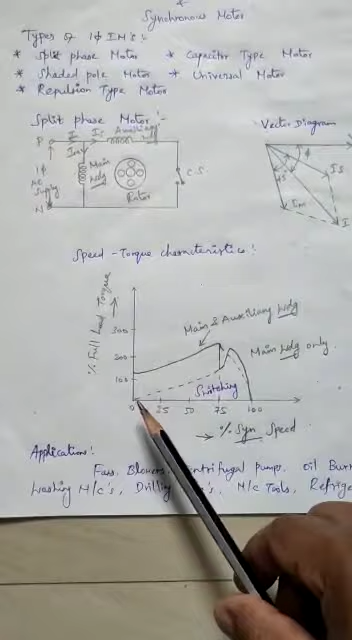 Synchronous Motor
Types of 1ϕ IM's :-
* Split phase Motor * Capacitor Type Motor
* Shaded pole Motor * Universal Motor
* Repulsion Type Motor
Split phase Motor :- Vector Diagram
P I Is Auxiliary
Im Main wdg
1ϕ AC Supply
Rotor
C.S.
N
ϕ
Is
Im
I
Speed - Torque characteristics :
% Full load Torque
300
200
100
Main & Auxiliary wdg
Main wdg only
Switching
0 25 50 75 100
→ % Syn Speed
Applications :
Fans, Blowers, Centrifugal pumps, Oil Burn
Washing M/c's, Drilling M/c Tools, Refrige